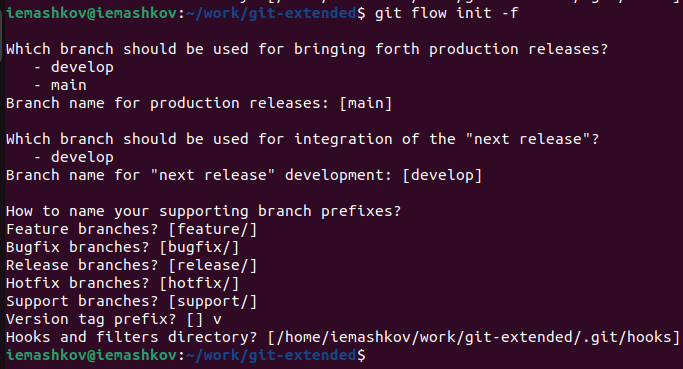 iemashkov@iemashkov:~/work/git-extended$ git flow init -f
Which branch should be used for bringing forth production releases?
- develop
- main
Branch name for production releases: [main]
Which branch should be used for integration of the "next release"?
- develop
Branch name for "next release" development: [develop]
How to name your supporting branch prefixes?
Feature branches? [feature/]
Bugfix branches? [bugfix/]
Release branches? [release/]
Hotfix branches? [hotfix/]
Support branches? [support/]
Version tag prefix? [] v
Hooks and filters directory? [/home/iemashkov/work/git-extended/.git/hooks]
iemashkov@iemashkov:~/work/git-extended$